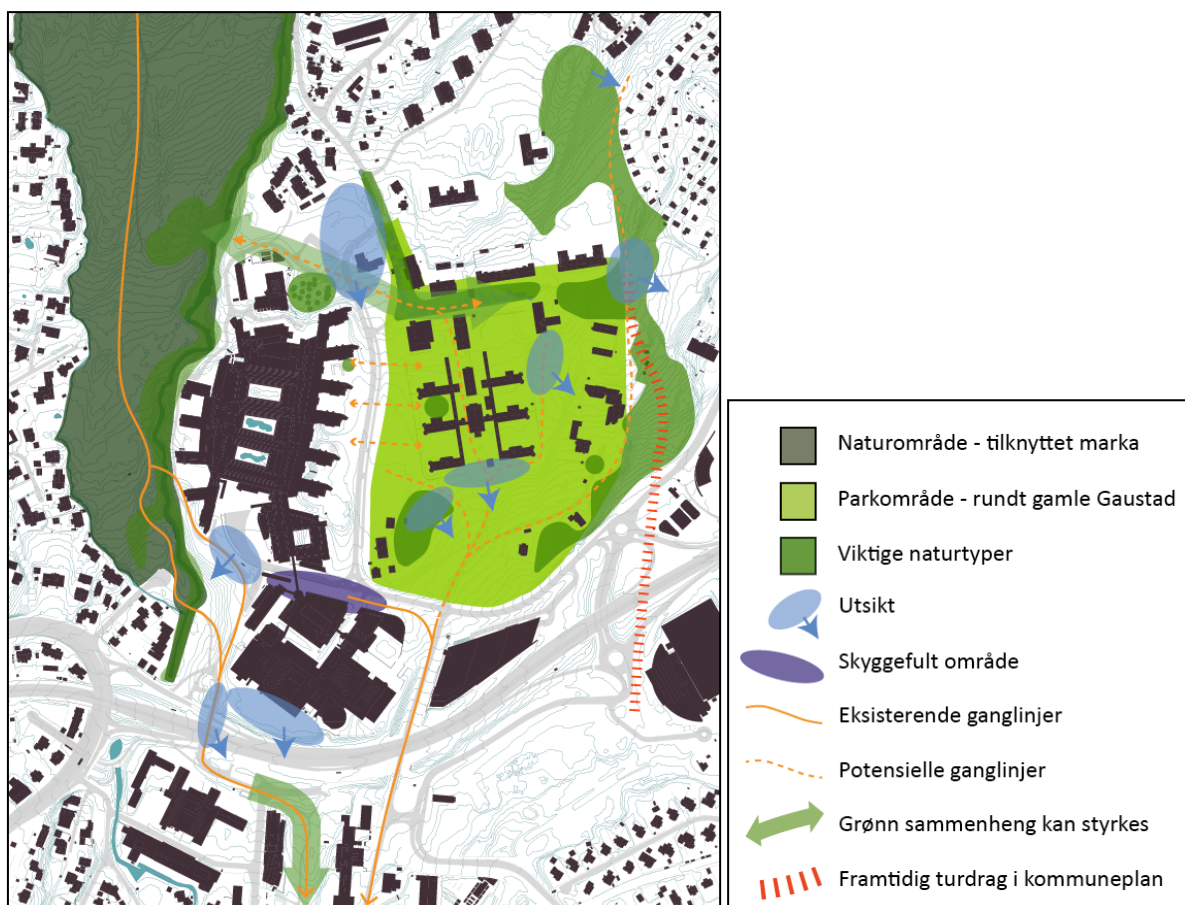 Naturområde - tilknyttet marka
Parkområde - rundt gamle Gaustad
Viktige naturtyper
Utsikt
Skyggefult område
Eksisterende ganglinjer
Potensielle ganglinjer
Grønn sammenheng kan styrkes
Framtidig turdrag i kommuneplan